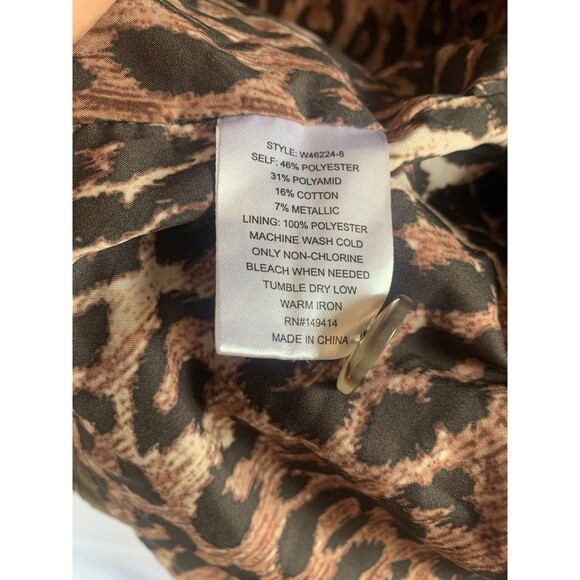 STYLE: W46224-8
SELF: 46% POLYESTER
31% POLYAMID
16% COTTON
7% METALLIC
LINING: 100% POLYESTER
MACHINE WASH COLD
ONLY NON-CHLORINE
BLEACH WHEN NEEDED
TUMBLE DRY LOW
WARM IRON
RN#149414
MADE IN CHINA